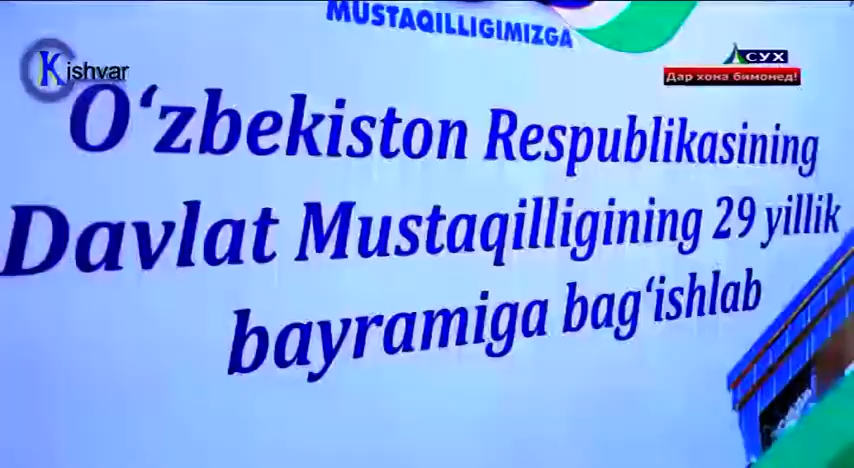 MUSTAQILLIGIMIZGA
Kishvar
СУХ
Дар хона бимонед!
O‘zbekiston Respublikasining
Davlat Mustaqilligining 29 yillik
bayramiga bag‘ishlab